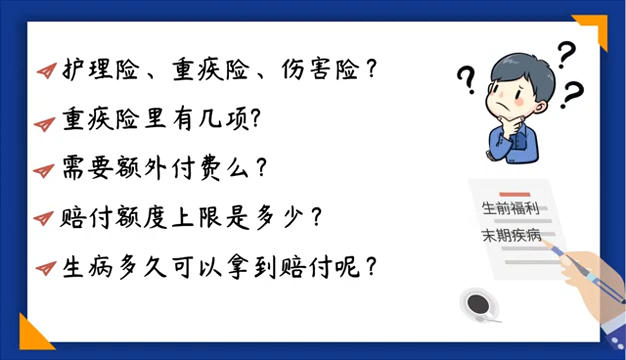 护理险、重疾险、伤害险？
重疾险里有几项?
需要额外付费么？
赔付额度上限是多少？
生病多久可以拿到赔付呢？
？
？
？
生前福利
末期疾病